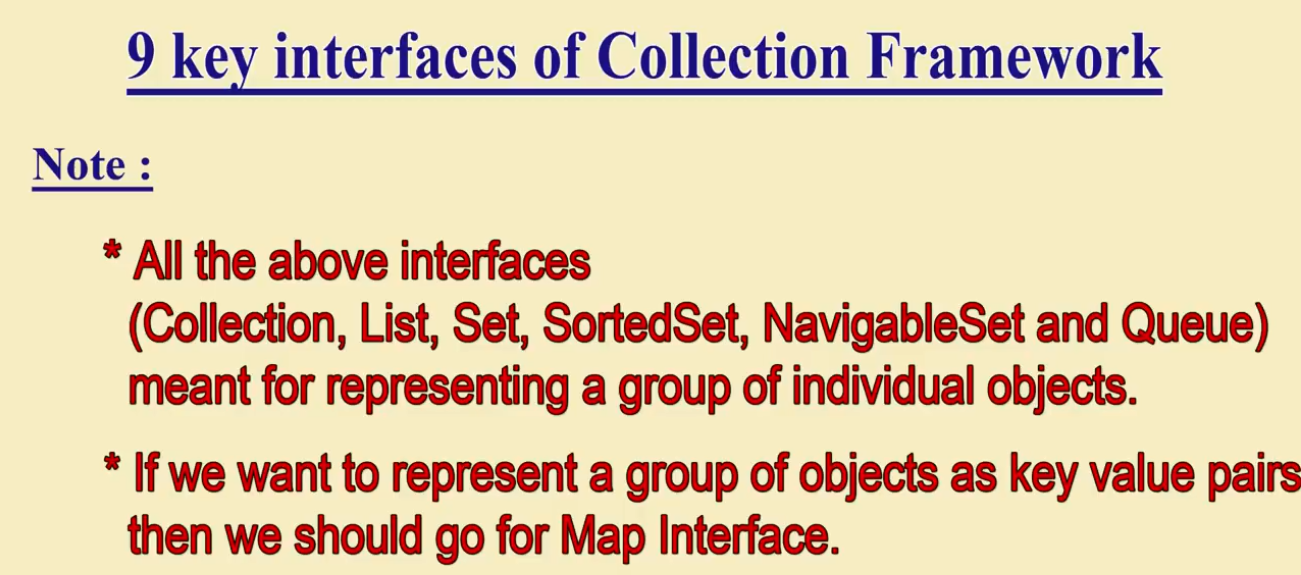 9 key interfaces of Collection Framework
Note :
* All the above interfaces
(Collection, List, Set, SortedSet, NavigableSet and Queue)
meant for representing a group of individual objects.
* If we want to represent a group of objects as key value pairs
then we should go for Map Interface.